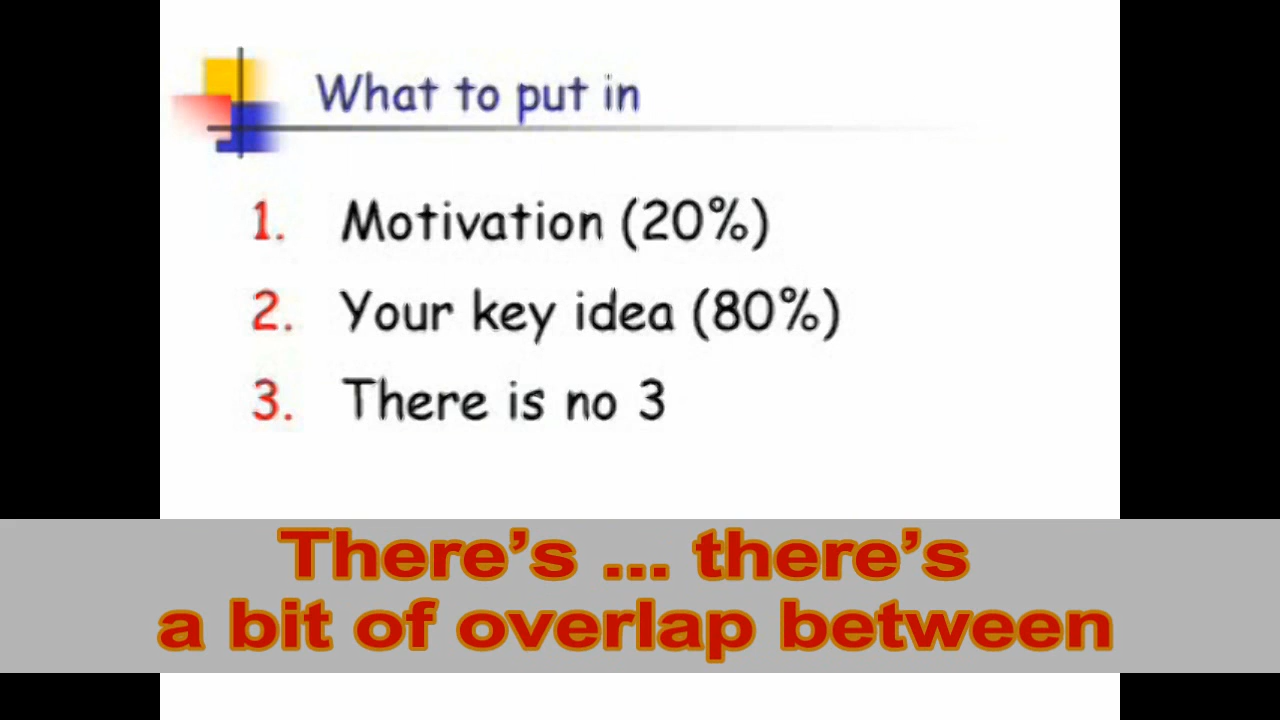 What to put in
1. Motivation (20%)
2. Your key idea (80%)
3. There is no 3
There’s ... there’s
a bit of overlap between